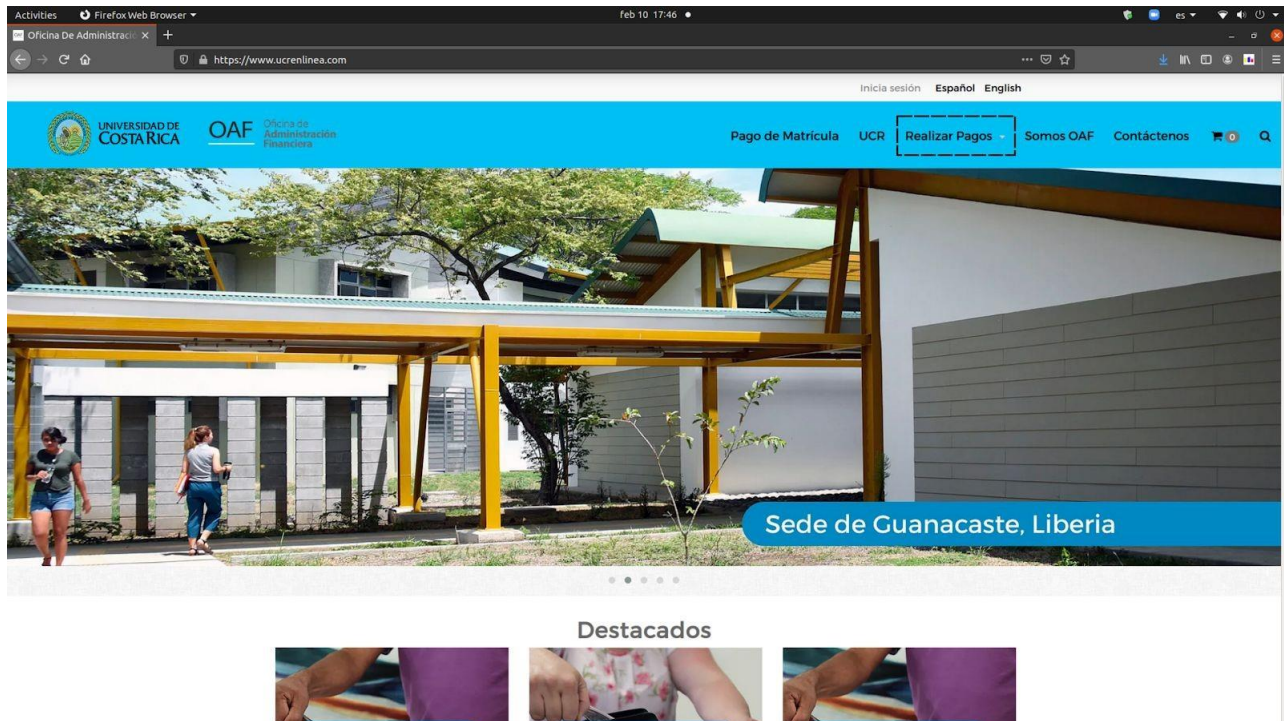 Activities Firefox Web Browser feb 10 17:46 es
Oficina De Administració
https://www.ucrenlinea.com
Inicia sesión Español English
UNIVERSIDAD DE
COSTA RICA
OAF
Oficina de
Administración
Financiera
Pago de Matrícula UCR Realizar Pagos Somos OAF Contáctenos 0
Sede de Guanacaste, Liberia
Destacados